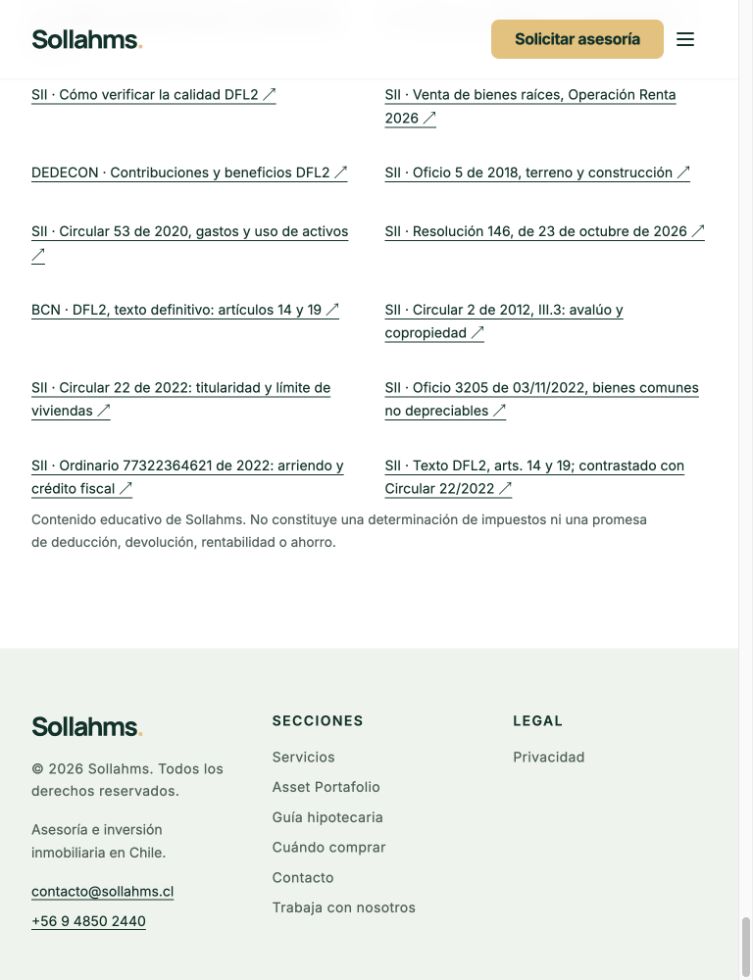 Sollahms.
Solicitar asesoría
SII · Cómo verificar la calidad DFL2 ↗
SII · Venta de bienes raíces, Operación Renta
2026 ↗
DEDECON · Contribuciones y beneficios DFL2 ↗
SII · Oficio 5 de 2018, terreno y construcción ↗
SII · Circular 53 de 2020, gastos y uso de activos
↗
SII · Resolución 146, de 23 de octubre de 2026 ↗
BCN · DFL2, texto definitivo: artículos 14 y 19 ↗
SII · Circular 2 de 2012, III.3: avalúo y
copropiedad ↗
SII · Circular 22 de 2022: titularidad y límite de
viviendas ↗
SII · Oficio 3205 de 03/11/2022, bienes comunes
no depreciables ↗
SII · Ordinario 77322364621 de 2022: arriendo y
crédito fiscal ↗
SII · Texto DFL2, arts. 14 y 19; contrastado con
Circular 22/2022 ↗
Contenido educativo de Sollahms. No constituye una determinación de impuestos ni una promesa
de deducción, devolución, rentabilidad o ahorro.
Sollahms.
© 2026 Sollahms. Todos los
derechos reservados.
Asesoría e inversión
inmobiliaria en Chile.
contacto@sollahms.cl
+56 9 4850 2440
SECCIONES
Servicios
Asset Portafolio
Guía hipotecaria
Cuándo comprar
Contacto
Trabaja con nosotros
LEGAL
Privacidad